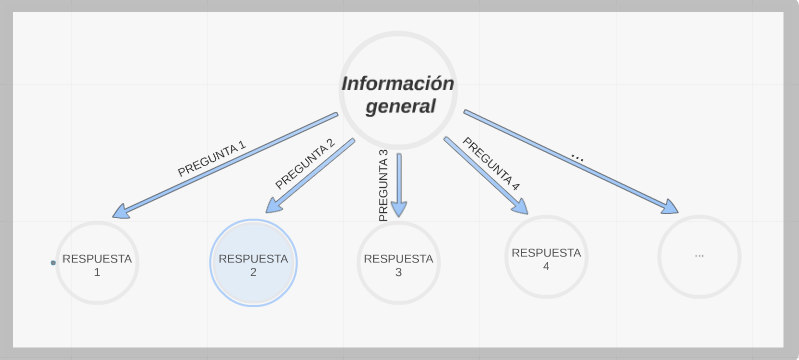 Información
general
PREGUNTA 1
PREGUNTA 2
PREGUNTA 3
PREGUNTA 4
...
RESPUESTA
1
RESPUESTA
2
RESPUESTA
3
RESPUESTA
4
...